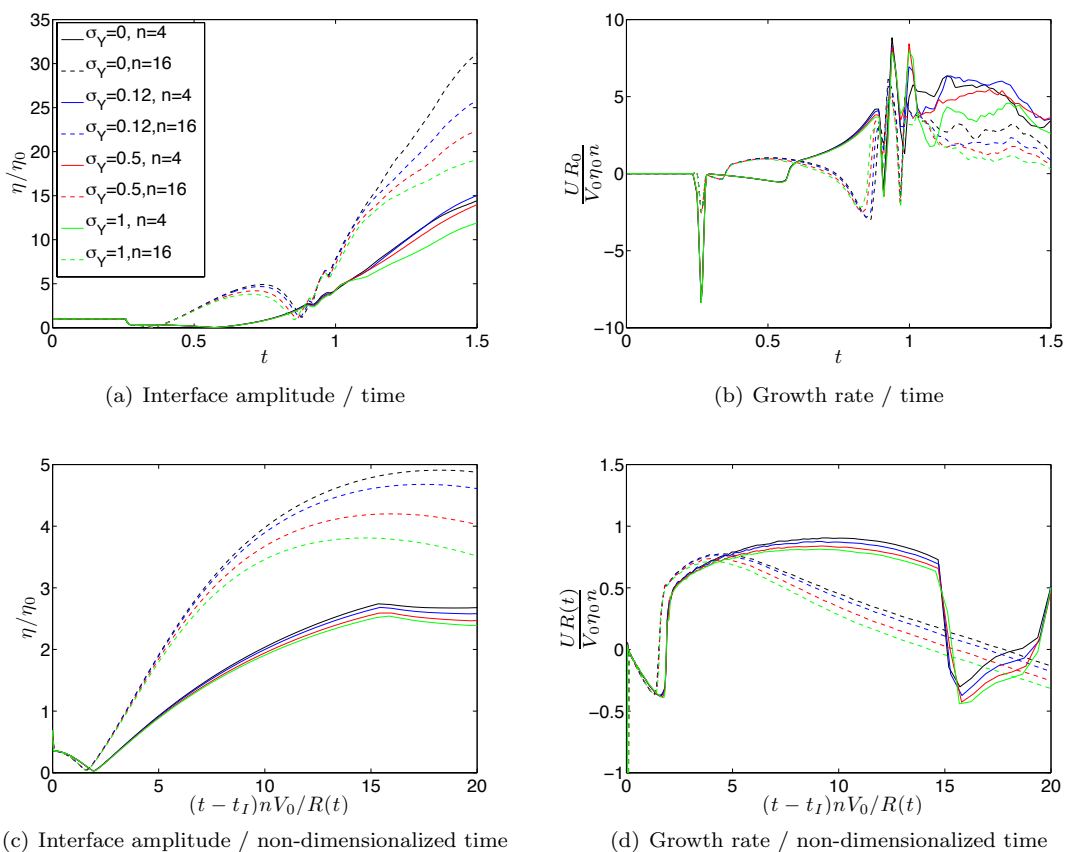 35
30
25
20
15
10
5
0
η/η₀
σY=0, n=4
σY=0,n=16
σY=0.12, n=4
σY=0.12,n=16
σY=0.5, n=4
σY=0.5,n=16
σY=1, n=4
σY=1,n=16
0 0.5 1 1.5
t
(a) Interface amplitude / time
10
5
0
−5
−10
UR₀
V₀η₀n
0 0.5 1 1.5
t
(b) Growth rate / time
5
4
3
2
1
0
η/η₀
0 5 10 15 20
(t − tI)nV₀/R(t)
(c) Interface amplitude / non-dimensionalized time
1.5
1
0.5
0
−0.5
−1
UR(t)
V₀η₀n
0 5 10 15 20
(t − tI)nV₀/R(t)
(d) Growth rate / non-dimensionalized time